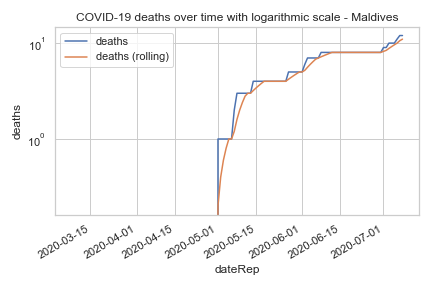 COVID-19 deaths over time with logarithmic scale - Maldives
deaths
deaths (rolling)
10¹
10⁰
deaths
2020-03-15
2020-04-01
2020-04-15
2020-05-01
2020-05-15
2020-06-01
2020-06-15
2020-07-01
dateRep